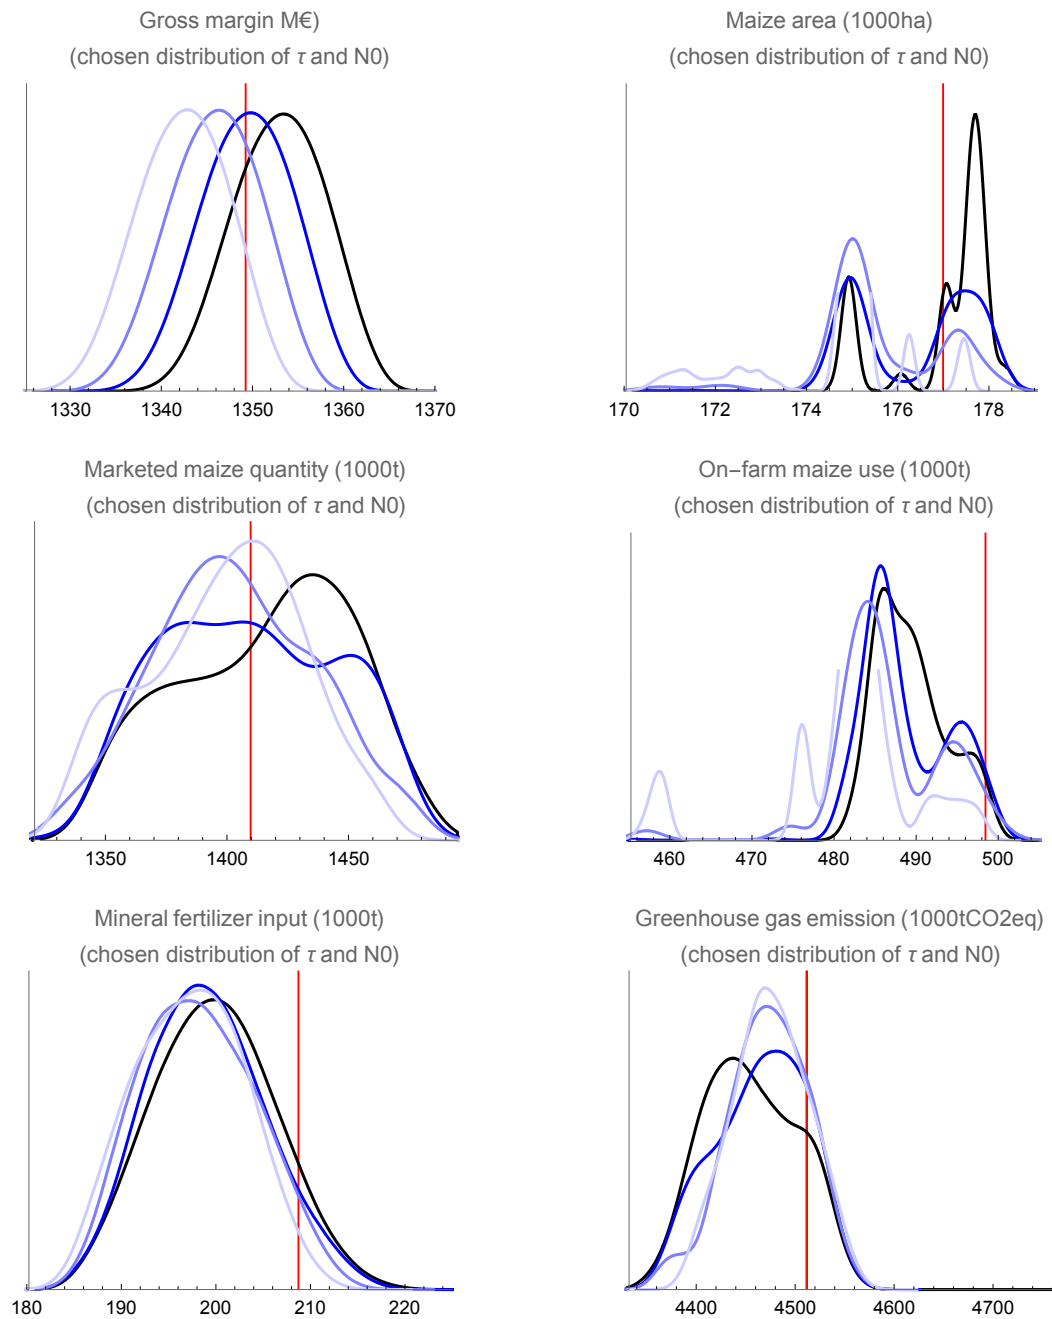 Gross margin M€)
(chosen distribution of τ and N0)
1330 1340 1350 1360 1370
Maize area (1000ha)
(chosen distribution of τ and N0)
170 172 174 176 178
Marketed maize quantity (1000t)
(chosen distribution of τ and N0)
1350 1400 1450
On−farm maize use (1000t)
(chosen distribution of τ and N0)
460 470 480 490 500
Mineral fertilizer input (1000t)
(chosen distribution of τ and N0)
180 190 200 210 220
Greenhouse gas emission (1000tCO2eq)
(chosen distribution of τ and N0)
4400 4500 4600 4700